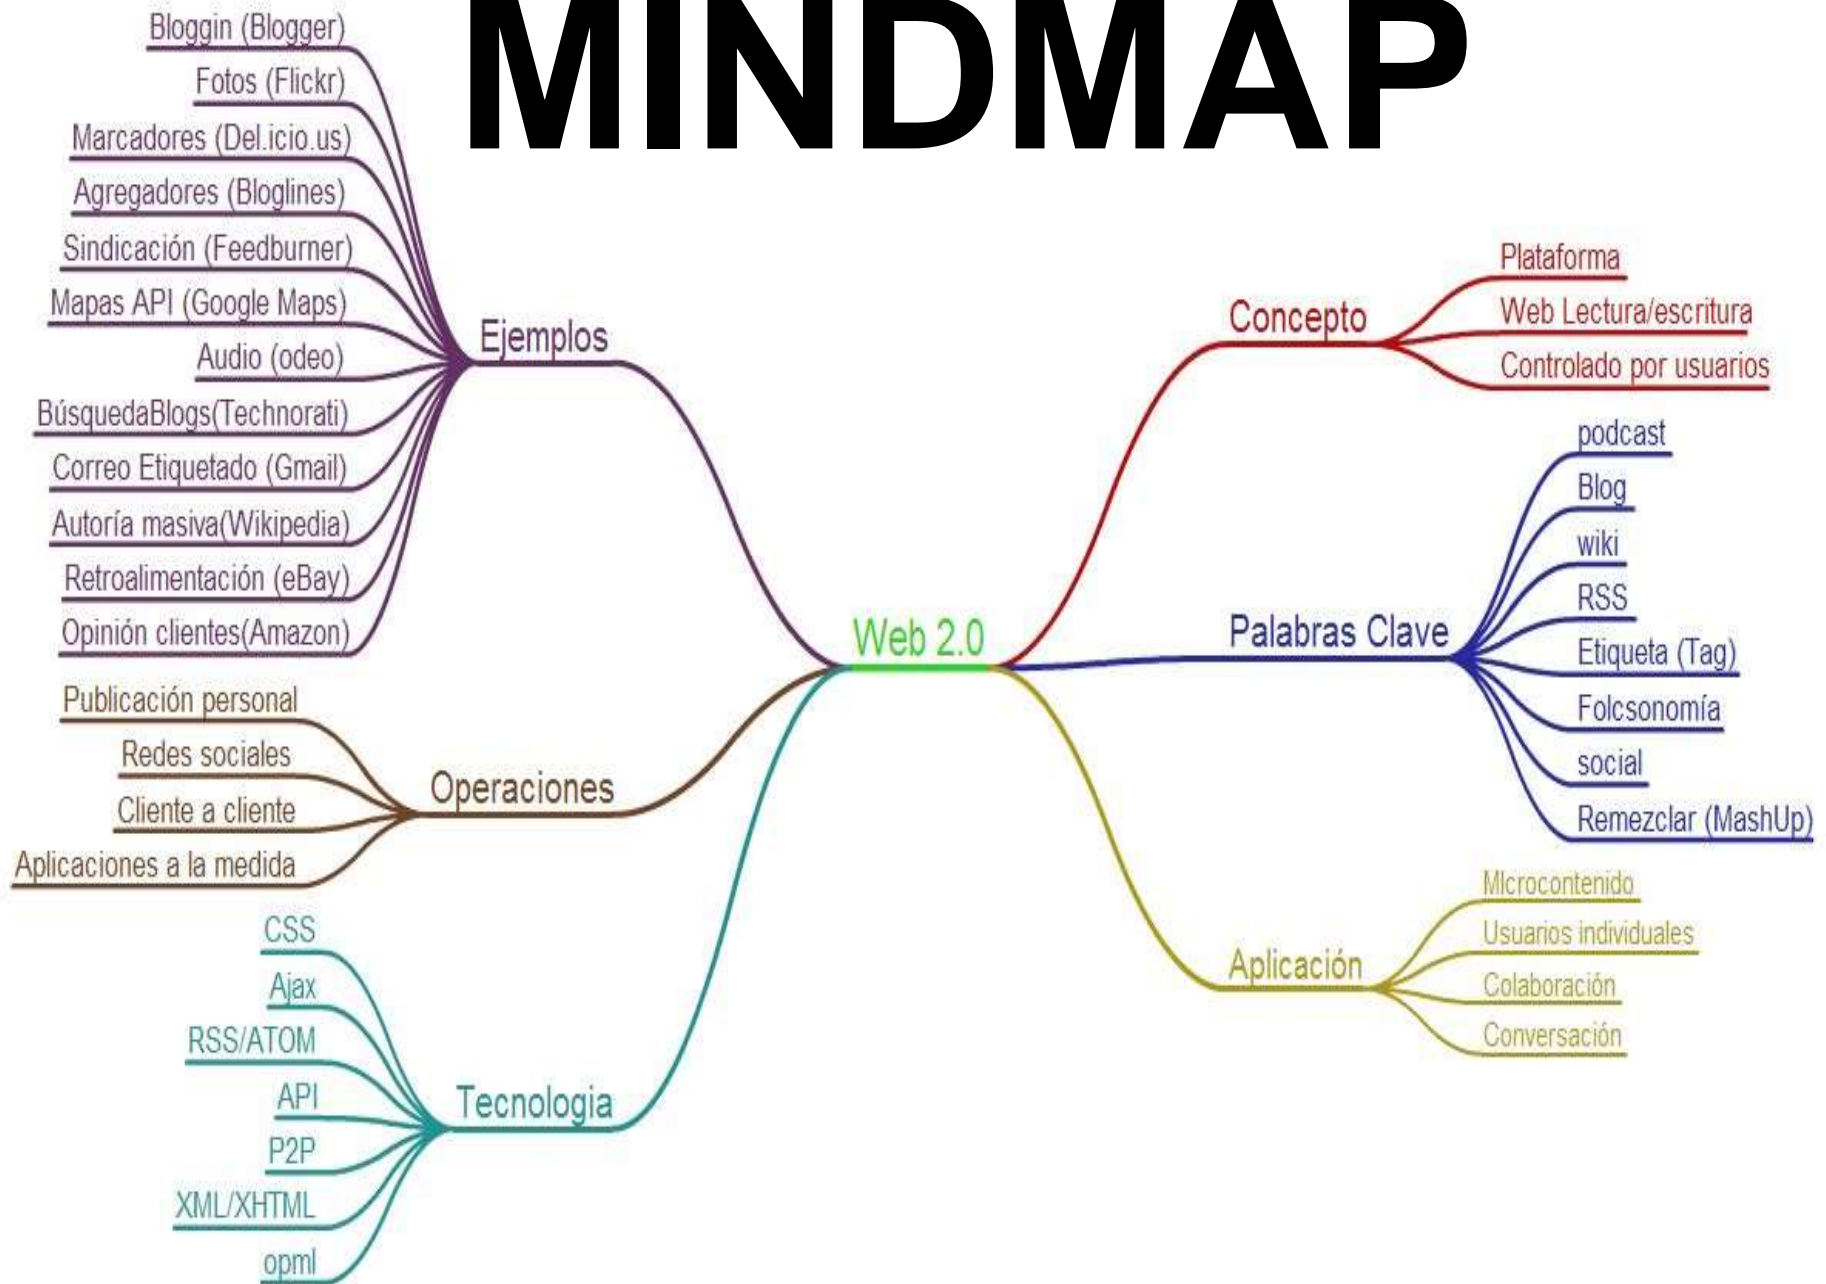 MINDMAP
Bloggin (Blogger)
Fotos (Flickr)
Marcadores (Del.icio.us)
Agregadores (Bloglines)
Sindicación (Feedburner)
Mapas API (Google Maps)
Audio (odeo)
BúsquedaBlogs(Technorati)
Correo Etiquetado (Gmail)
Autoría masiva(Wikipedia)
Retroalimentación (eBay)
Opinión clientes(Amazon)
Ejemplos
Publicación personal
Redes sociales
Cliente a cliente
Aplicaciones a la medida
Operaciones
CSS
Ajax
RSS/ATOM
API
P2P
XML/XHTML
opml
Tecnologia
Web 2.0
Concepto
Plataforma
Web Lectura/escritura
Controlado por usuarios
Palabras Clave
podcast
Blog
wiki
RSS
Etiqueta (Tag)
Folcsonomía
social
Remezclar (MashUp)
Aplicación
MIcrocontenido
Usuarios individuales
Colaboración
Conversación